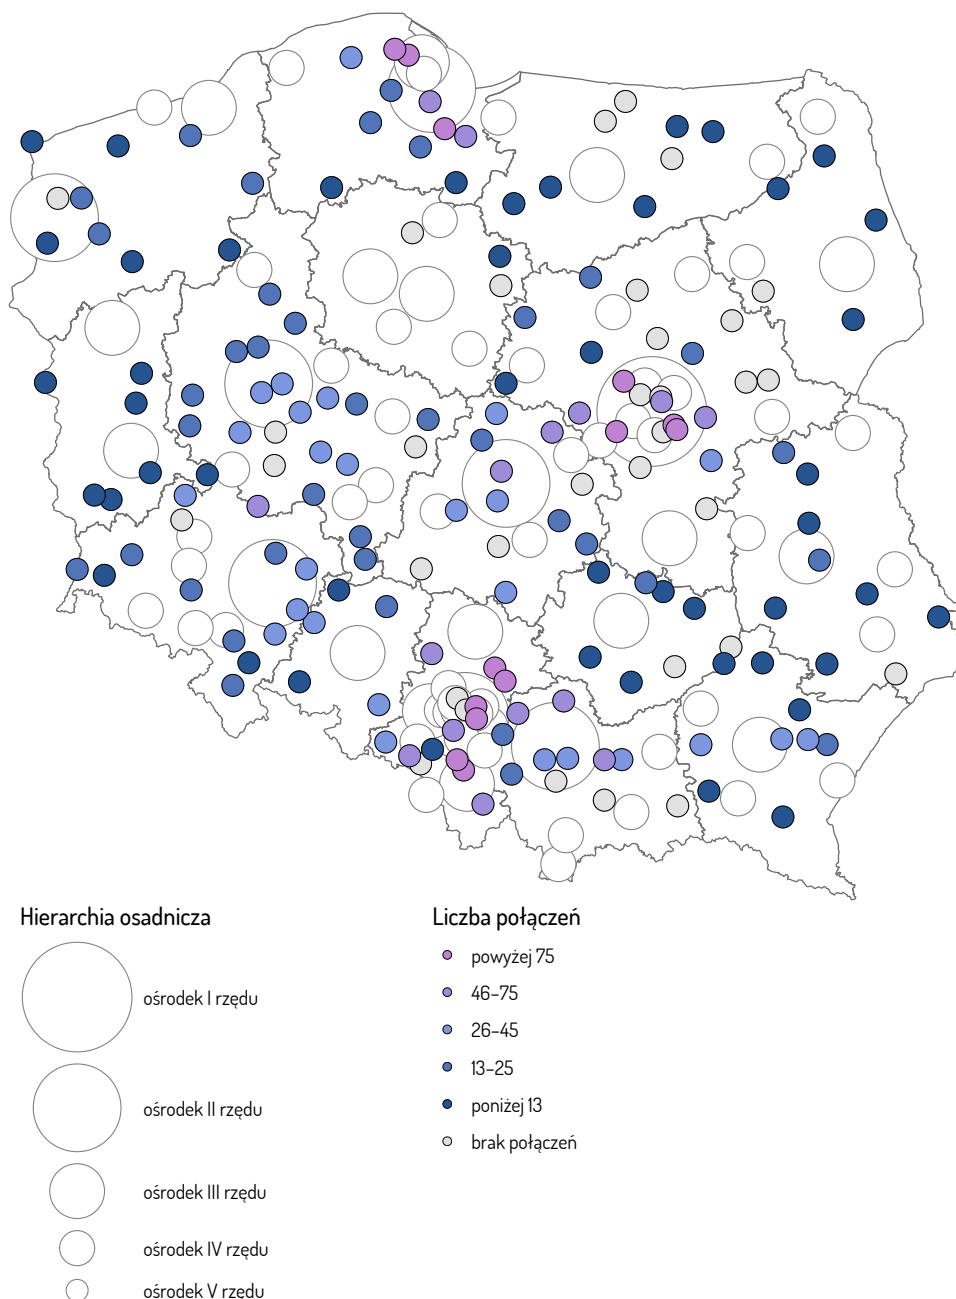 Hierarchia osadnicza
ośrodek I rzędu
ośrodek II rzędu
ośrodek III rzędu
ośrodek IV rzędu
ośrodek V rzędu
Liczba połączeń
powyżej 75
46–75
26–45
13–25
poniżej 13
brak połączeń